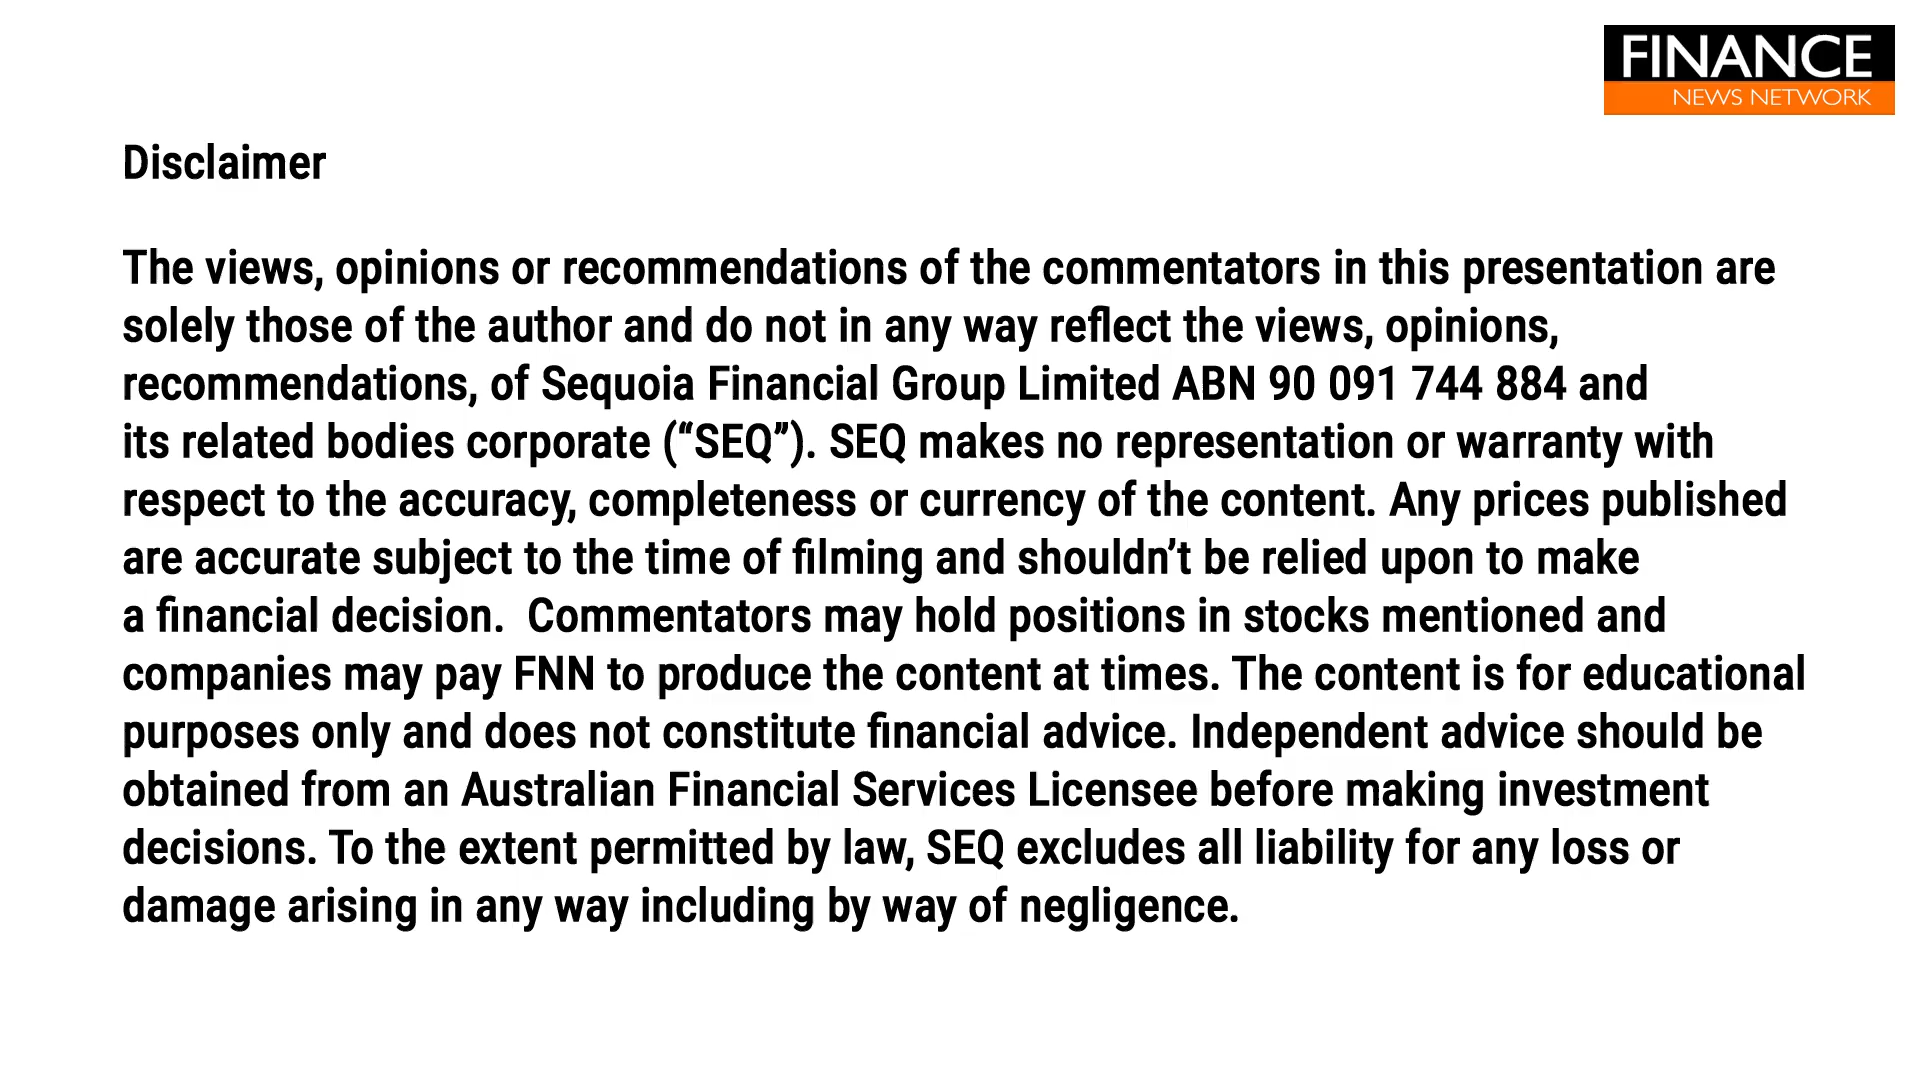 FINANCE
NEWS NETWORK
Disclaimer
The views, opinions or recommendations of the commentators in this presentation are
solely those of the author and do not in any way reflect the views, opinions,
recommendations, of Sequoia Financial Group Limited ABN 90 091 744 884 and
its related bodies corporate (“SEQ”). SEQ makes no representation or warranty with
respect to the accuracy, completeness or currency of the content. Any prices published
are accurate subject to the time of filming and shouldn’t be relied upon to make
a financial decision.  Commentators may hold positions in stocks mentioned and
companies may pay FNN to produce the content at times. The content is for educational
purposes only and does not constitute financial advice. Independent advice should be
obtained from an Australian Financial Services Licensee before making investment
decisions. To the extent permitted by law, SEQ excludes all liability for any loss or
damage arising in any way including by way of negligence.